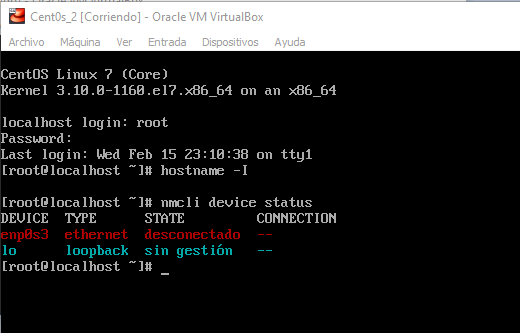 Cent0s_2 [Corriendo] - Oracle VM VirtualBox
Archivo Máquina Ver Entrada Dispositivos Ayuda
CentOS Linux 7 (Core)
Kernel 3.10.0-1160.el7.x86_64 on an x86_64
localhost login: root
Password:
Last login: Wed Feb 15 23:10:38 on tty1
[root@localhost ~]# hostname -I
[root@localhost ~]# nmcli device status
DEVICE TYPE STATE CONNECTION
enp0s3 ethernet desconectado --
lo loopback sin gestión --
[root@localhost ~]# _